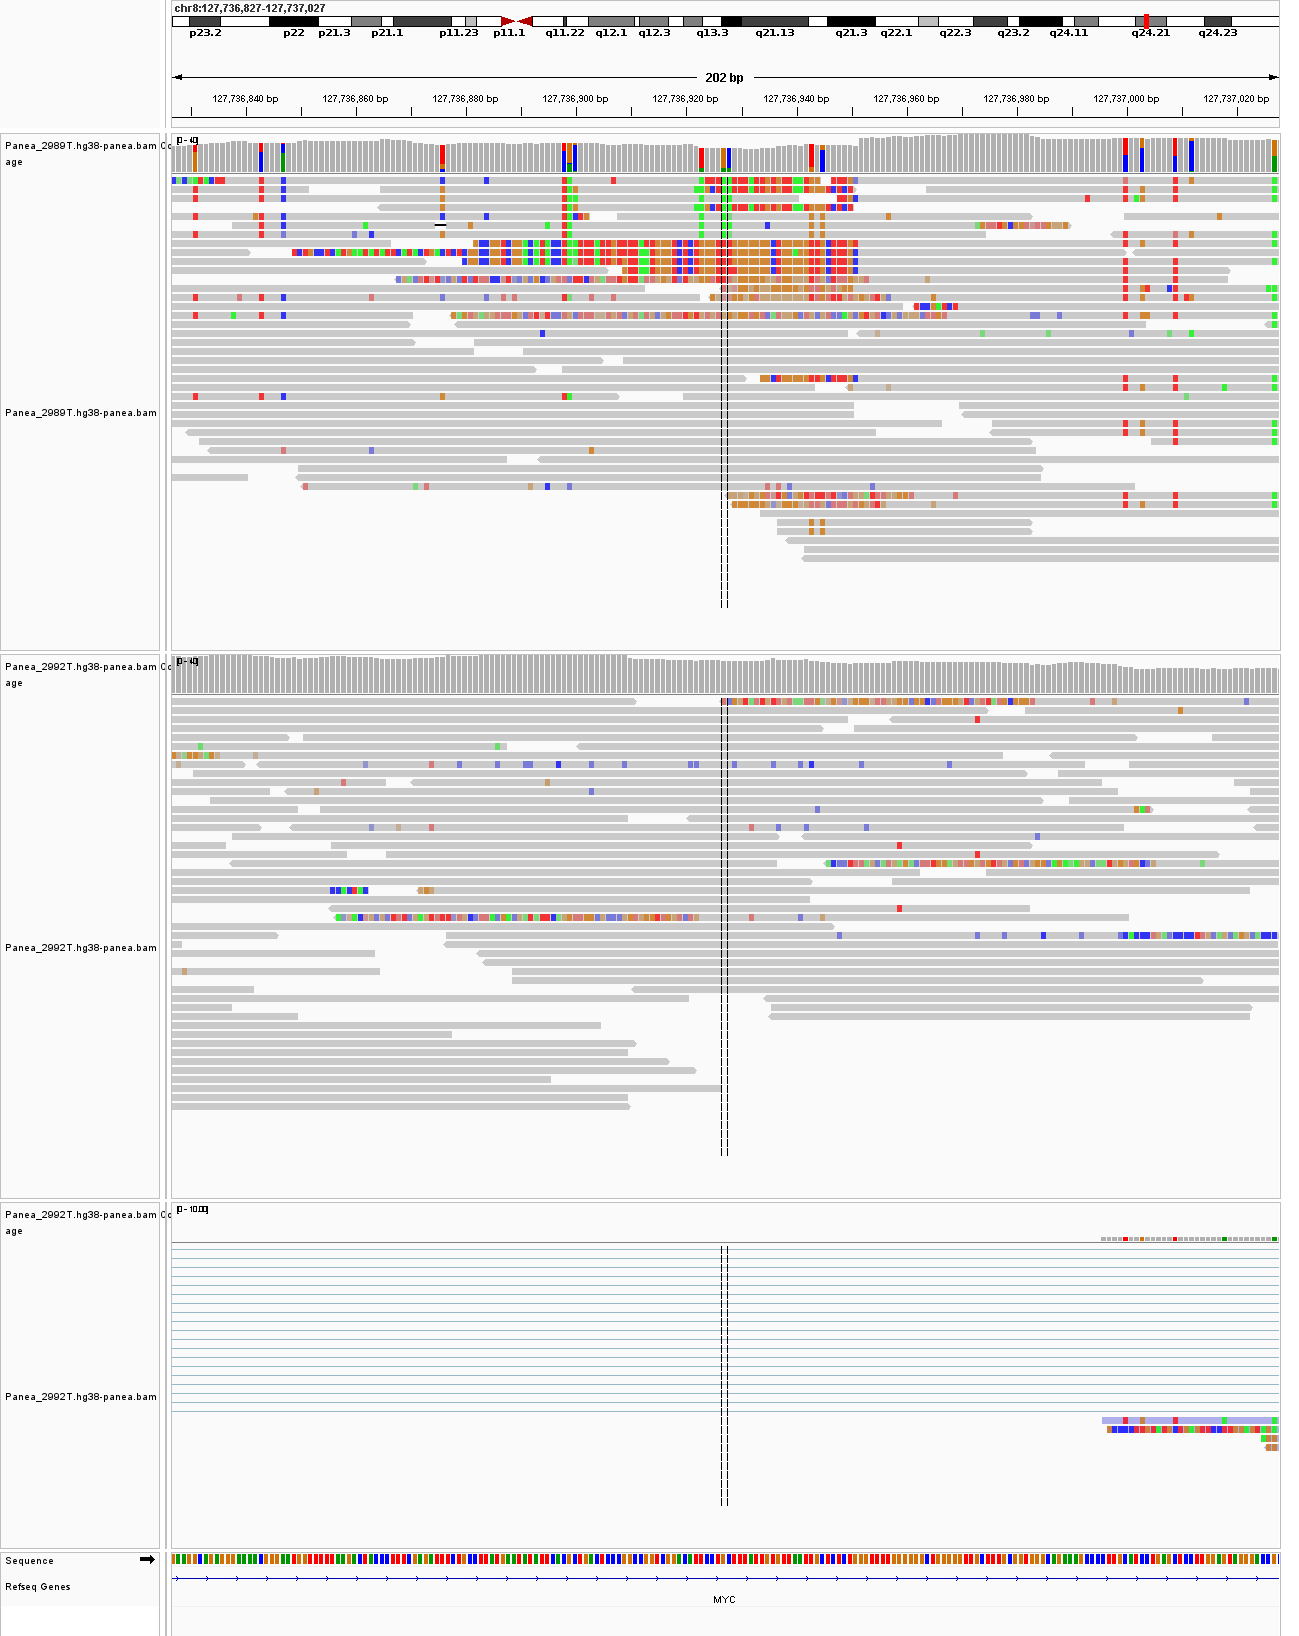 chr8:127,736,827-127,737,027
p23.2 p22 p21.3 p21.1 p11.23 p11.1 q11.22 q12.1 q12.3 q13.3 q21.13 q21.3 q22.1 q22.3 q23.2 q24.11 q24.21 q24.23
202 bp
127,736,840 bp 127,736,860 bp 127,736,880 bp 127,736,900 bp 127,736,920 bp 127,736,940 bp 127,736,960 bp 127,736,980 bp 127,737,000 bp 127,737,020 bp
Panea_2989T.hg38-panea.bam Co
age
[0 - 40]
Panea_2989T.hg38-panea.bam
Panea_2992T.hg38-panea.bam Co
age
[0 - 40]
Panea_2992T.hg38-panea.bam
Panea_2992T.hg38-panea.bam Co
age
[0 - 10.00]
Panea_2992T.hg38-panea.bam
Sequence
Refseq Genes
MYC